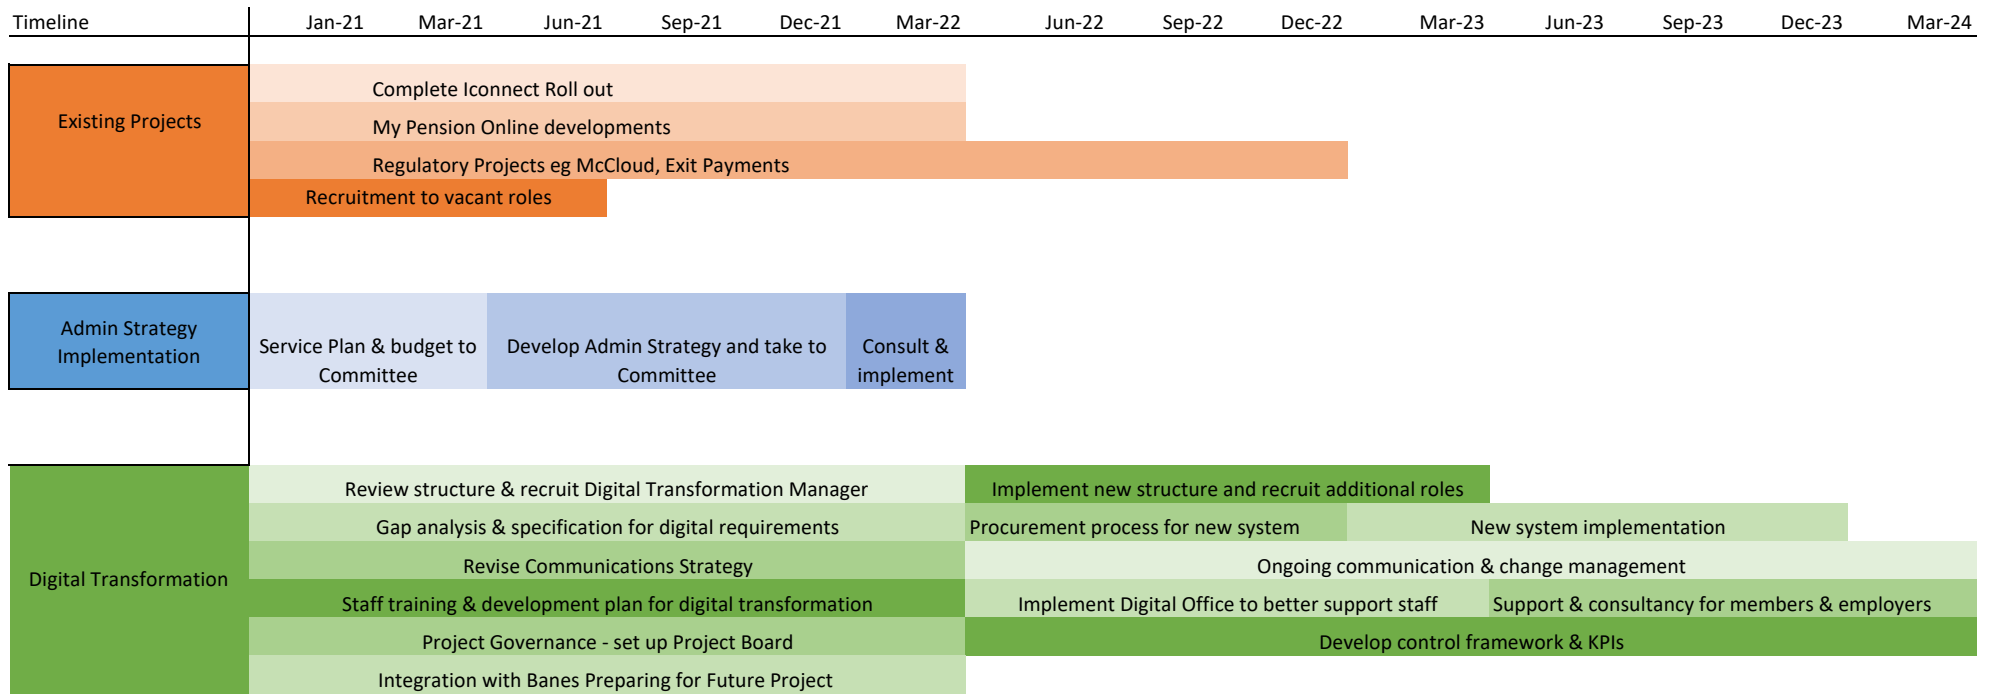 Timeline Jan-21 Mar-21 Jun-21 Sep-21 Dec-21 Mar-22 Jun-22 Sep-22 Dec-22 Mar-23 Jun-23 Sep-23 Dec-23 Mar-24
Existing Projects
Complete Iconnect Roll out
My Pension Online developments
Regulatory Projects eg McCloud, Exit Payments
Recruitment to vacant roles
Admin Strategy
Implementation
Service Plan & budget to
Committee
Develop Admin Strategy and take to
Committee
Consult &
implement
Digital Transformation
Review structure & recruit Digital Transformation Manager
Implement new structure and recruit additional roles
Gap analysis & specification for digital requirements
Procurement process for new system
New system implementation
Revise Communications Strategy
Ongoing communication & change management
Staff training & development plan for digital transformation
Implement Digital Office to better support staff
Support & consultancy for members & employers
Project Governance - set up Project Board
Develop control framework & KPIs
Integration with Banes Preparing for Future Project